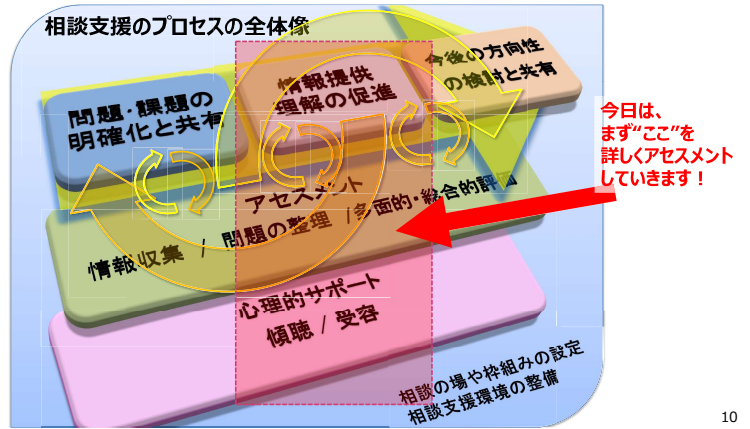 相談支援のプロセスの全体像
問題・課題の
明確化と共有
情報提供
理解の促進
今後の方向性
の検討と共有
今日は、
まず“ここ”を
詳しくアセスメント
していきます！
アセスメント
情報収集 / 問題の整理 /多面的・総合的評価
心理的サポート
傾聴 / 受容
相談の場や枠組みの設定
相談支援環境の整備
10